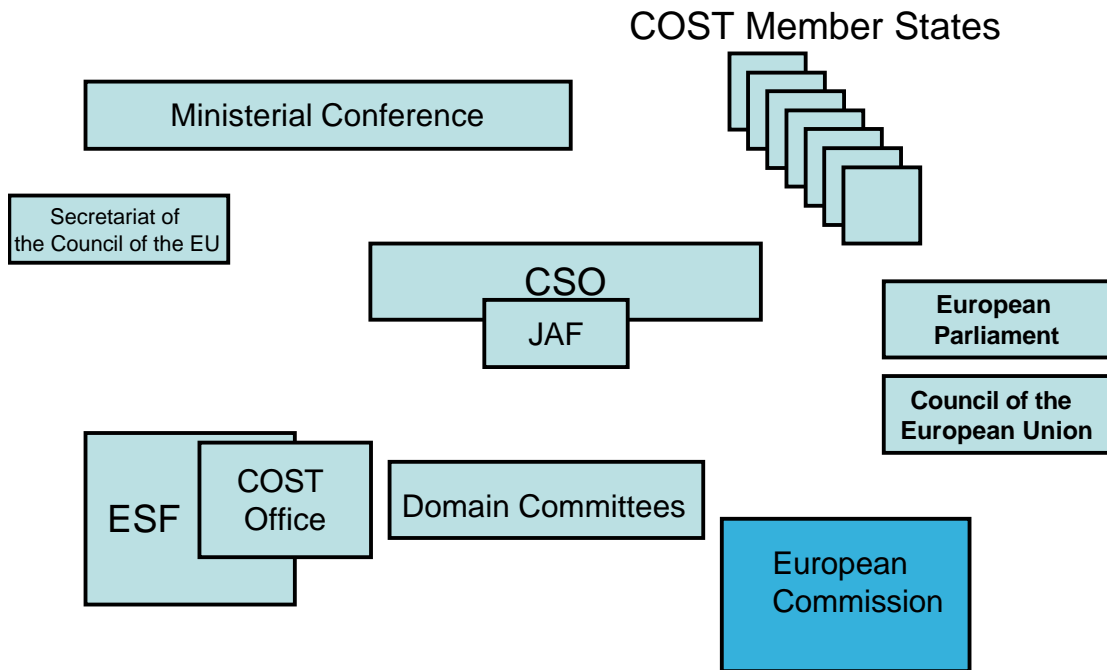 COST Member States
Ministerial Conference
Secretariat of
the Council of the EU
CSO
JAF
European
Parliament
Council of the
European Union
ESF
COST
Office
Domain Committees
European
Commission